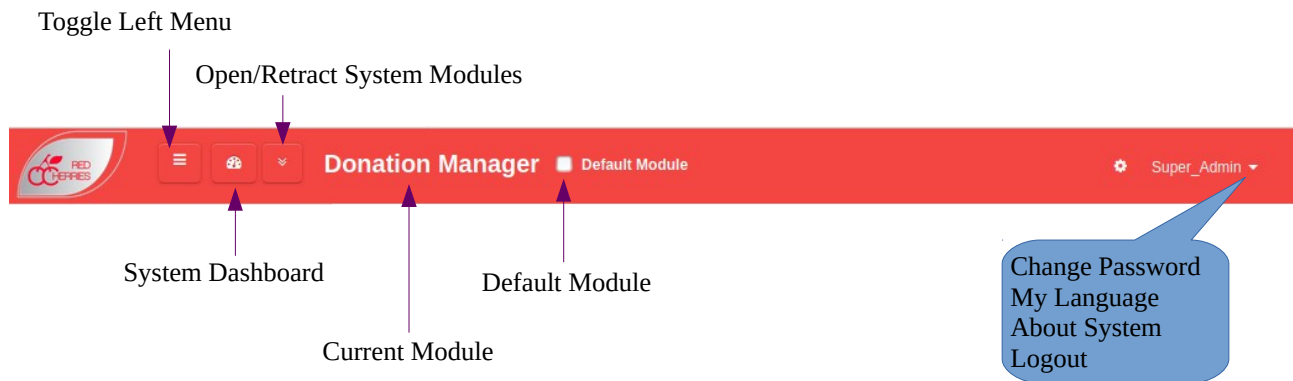 Toggle Left Menu
Open/Retract System Modules
RED
CHERRIES
Donation Manager
Default Module
Super_Admin
System Dashboard
Default Module
Current Module
Change Password
My Language
About System
Logout